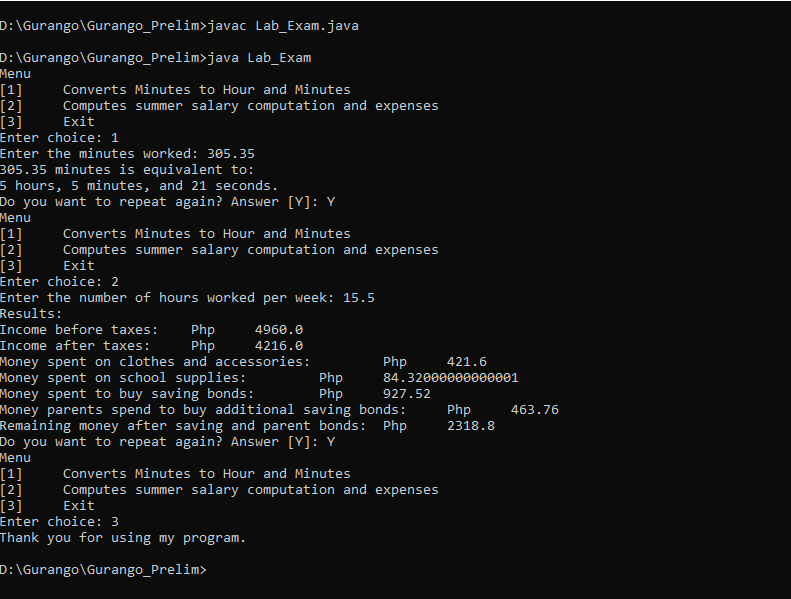 D:\Gurango\Gurango_Prelim>javac Lab_Exam.java
D:\Gurango\Gurango_Prelim>java Lab_Exam
Menu
[1]     Converts Minutes to Hour and Minutes
[2]     Computes summer salary computation and expenses
[3]     Exit
Enter choice: 1
Enter the minutes worked: 305.35
305.35 minutes is equivalent to:
5 hours, 5 minutes, and 21 seconds.
Do you want to repeat again? Answer [Y]: Y
Menu
[1]     Converts Minutes to Hour and Minutes
[2]     Computes summer salary computation and expenses
[3]     Exit
Enter choice: 2
Enter the number of hours worked per week: 15.5
Results:
Income before taxes:    Php     4960.0
Income after taxes:     Php     4216.0
Money spent on clothes and accessories:         Php     421.6
Money spent on school supplies:         Php     84.32000000000001
Money spent to buy saving bonds:        Php     927.52
Money parents spend to buy additional saving bonds:     Php     463.76
Remaining money after saving and parent bonds:  Php     2318.8
Do you want to repeat again? Answer [Y]: Y
Menu
[1]     Converts Minutes to Hour and Minutes
[2]     Computes summer salary computation and expenses
[3]     Exit
Enter choice: 3
Thank you for using my program.
D:\Gurango\Gurango_Prelim>